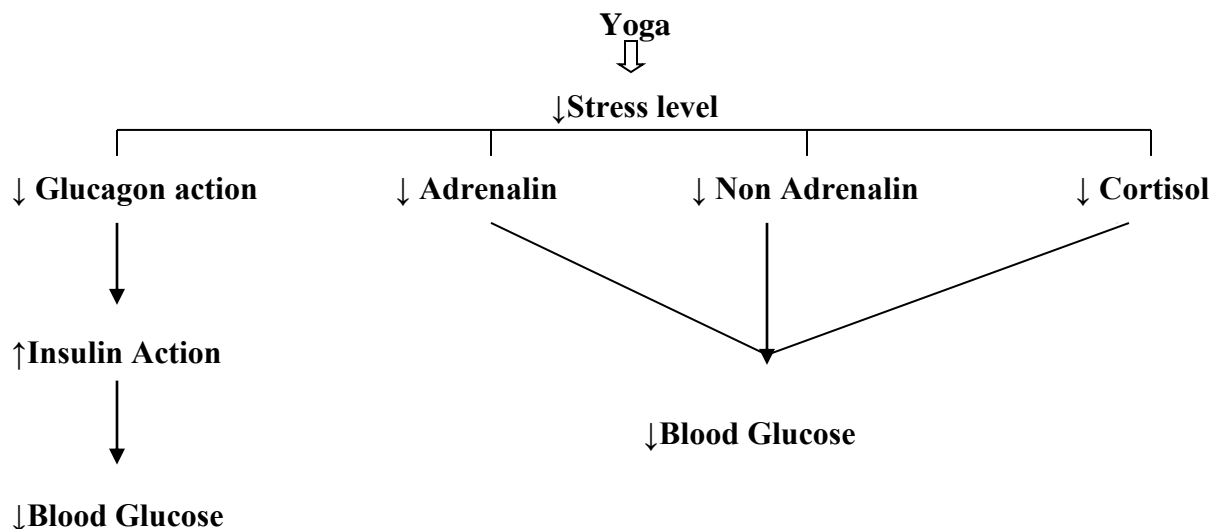 Yoga
↓Stress level
↓ Glucagon action ↓ Adrenalin ↓ Non Adrenalin ↓ Cortisol
↑Insulin Action
↓Blood Glucose
↓Blood Glucose